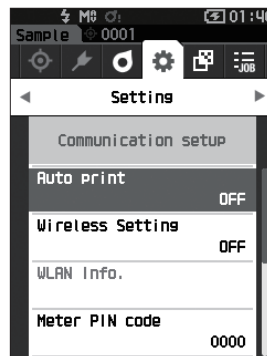 M0 01:4
Sample 0001
-JOB
Setting
Communication setup
Auto print
OFF
Wireless Setting
OFF
WLAN Info.
Meter PIN code
0000